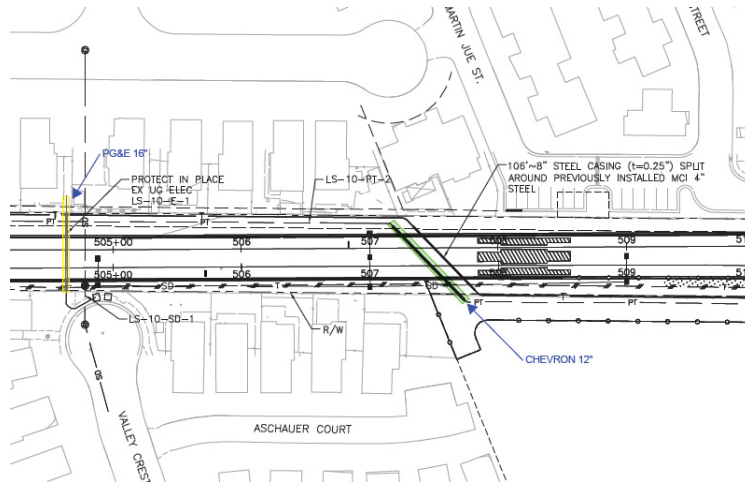 STREET
MARTIN JUE ST.
PG&E 16"
PROTECT IN PLACE
EX UG ELEC
LS-10-E-1
LS-10-PT-2
106'~8" STEEL CASING (t=0.25") SPLIT
AROUND PREVIOUSLY INSTALLED MCI 4"
STEEL
T
T
PT
PT
505+00
506
507
508
509
505+00
506
507
509
SD
T
SD
T
PT
PT
LS-10-SD-1
R/W
CHEVRON 12"
SD
VALLEY CREST
ASCHAUER COURT